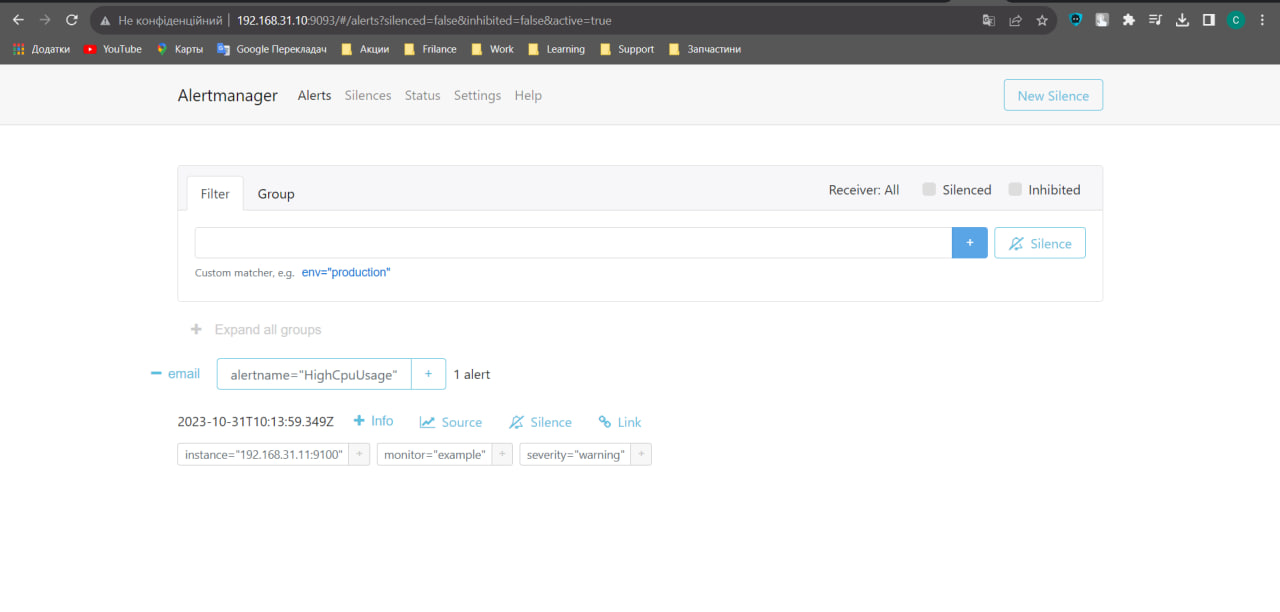 Не конфіденційний 192.168.31.10:9093/#/alerts?silenced=false&inhibited=false&active=true C
Додатки YouTube Карты Google Перекладач Акции Frilance Work Learning Support Запчастини
Alertmanager Alerts Silences Status Settings Help New Silence
Filter Group Receiver: All Silenced Inhibited
+ Silence
Custom matcher, e.g. env="production"
+ Expand all groups
− email alertname="HighCpuUsage" + 1 alert
2023-10-31T10:13:59.349Z + Info Source Silence Link
instance="192.168.31.11:9100" + monitor="example" + severity="warning" +